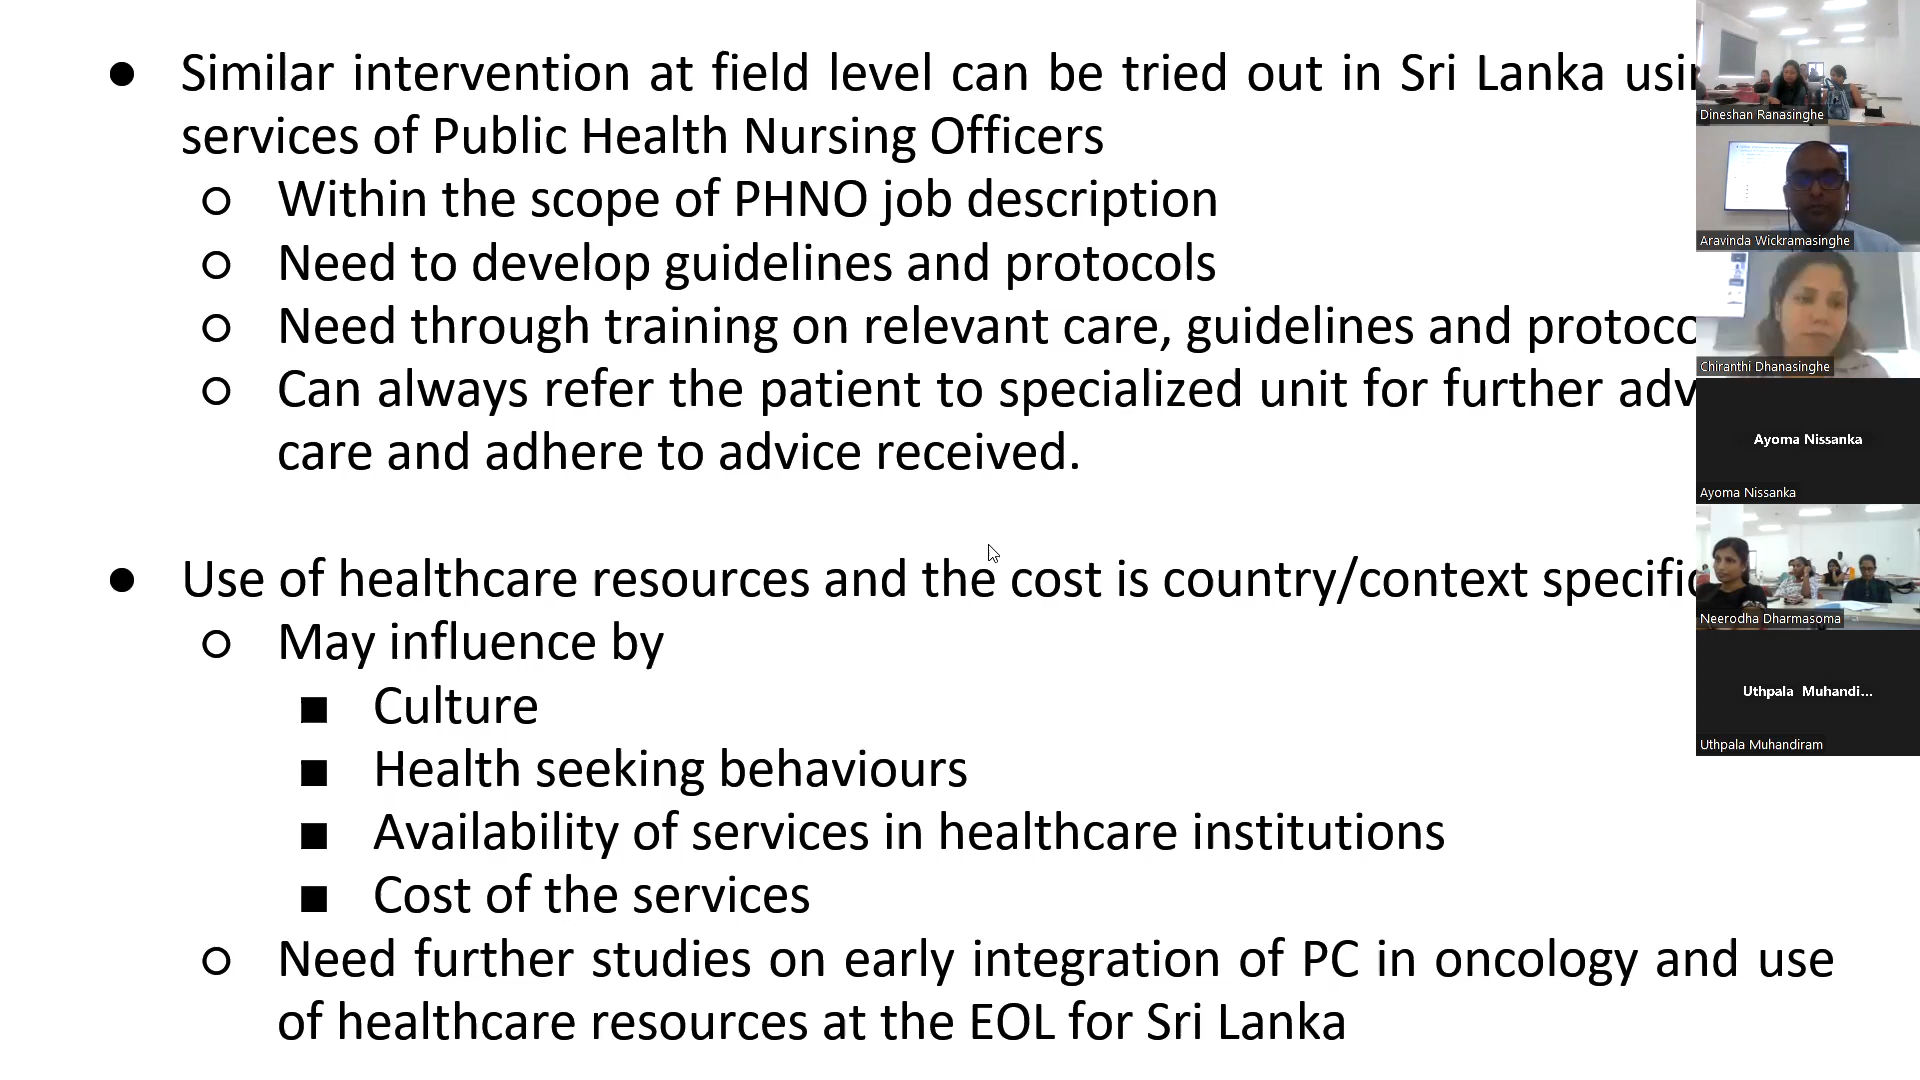 ● Similar intervention at field level can be tried out in Sri Lanka
services of Public Health Nursing Officers
○ Within the scope of PHNO job description
○ Need to develop guidelines and protocols
○ Need through training on relevant care, guidelines and
○ Can always refer the patient to specialized unit for further
care and adhere to advice received.
● Use of healthcare resources and the cost is country/context specific
○ May influence by
■ Culture
■ Health seeking behaviours
■ Availability of services in healthcare institutions
■ Cost of the services
○ Need further studies on early integration of PC in oncology and use
of healthcare resources at the EOL for Sri Lanka
Dineshan Ranasinghe
Aravinda Wickramasinghe
Chiranthi Dhanasinghe
Ayoma Nissanka
Ayoma Nissanka
Neerodha Dharmasoma
Uthpala Muhandi...
Uthpala Muhandiram